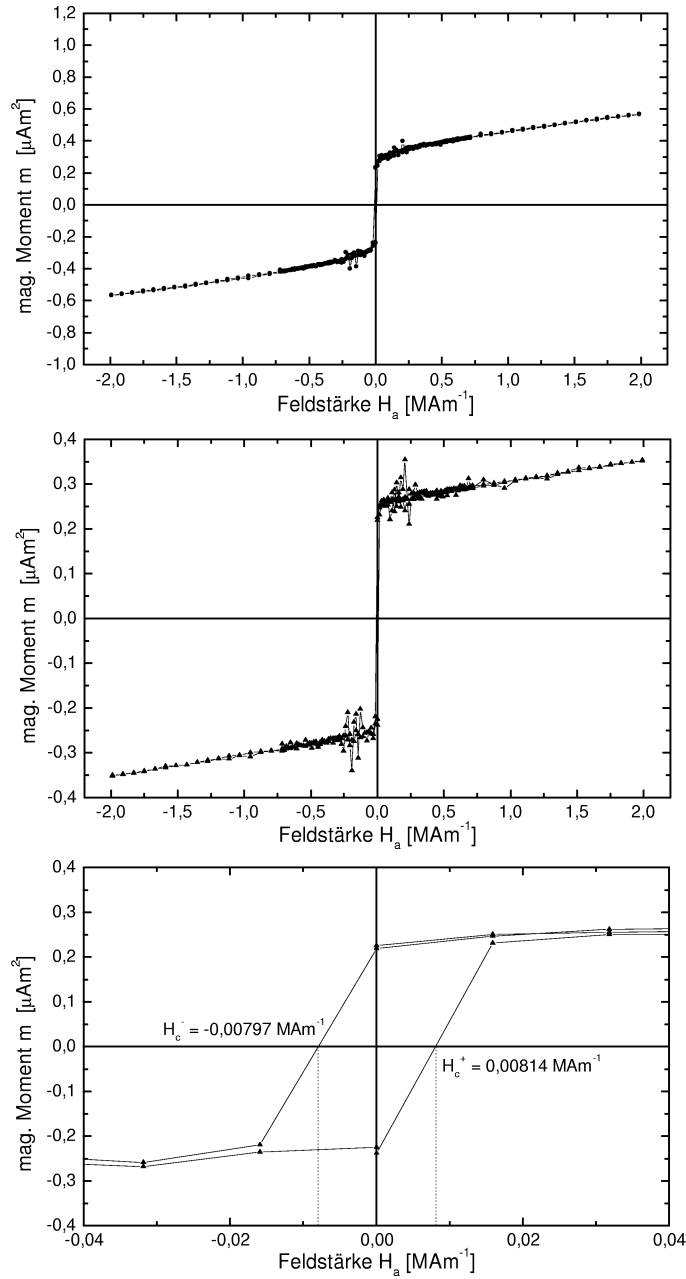 1,2
1,0
0,8
0,6
0,4
0,2
0,0
-0,2
-0,4
-0,6
-0,8
-1,0
mag. Moment m [µAm²]
-2,0 -1,5 -1,0 -0,5 0,0 0,5 1,0 1,5 2,0
Feldstärke Hₐ [MAm⁻¹]
0,4
0,3
0,2
0,1
0,0
-0,1
-0,2
-0,3
-0,4
mag. Moment m [µAm²]
-2,0 -1,5 -1,0 -0,5 0,0 0,5 1,0 1,5 2,0
Feldstärke Hₐ [MAm⁻¹]
0,4
0,3
0,2
0,1
0,0
-0,1
-0,2
-0,3
-0,4
mag. Moment m [µAm²]
H_c⁻ = -0,00797 MAm⁻¹
H_c⁺ = 0,00814 MAm⁻¹
-0,04 -0,02 0,00 0,02 0,04
Feldstärke Hₐ [MAm⁻¹]